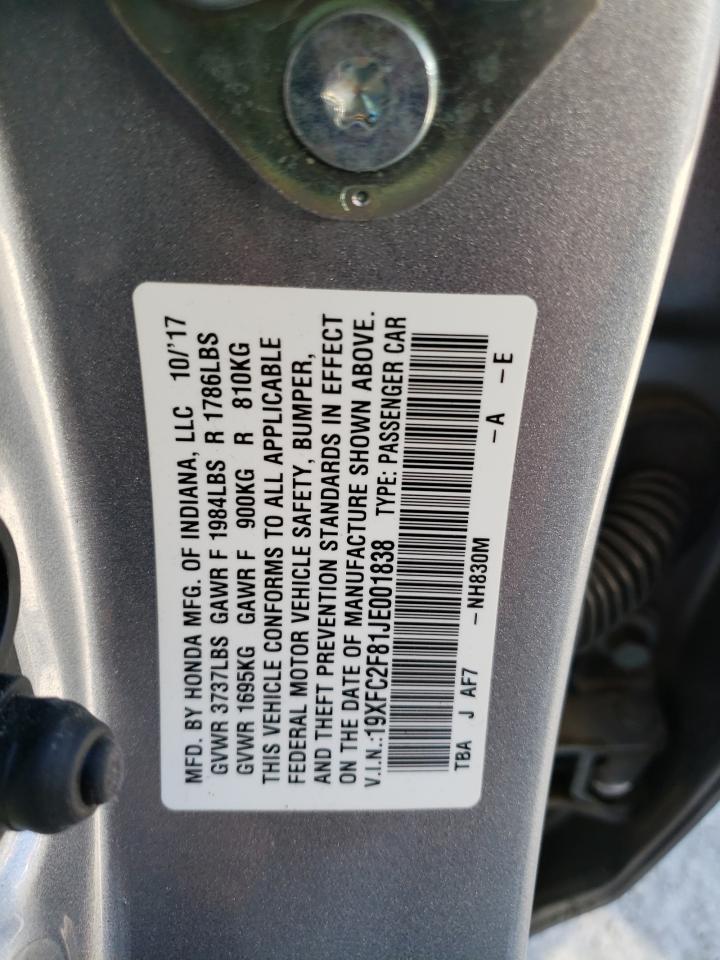 MFD. BY HONDA MFG. OF INDIANA, LLC 10/'17
GVWR 3737LBS GAWR F 1984LBS R 1786LBS
GVWR 1695KG GAWR F 900KG R 810KG
THIS VEHICLE CONFORMS TO ALL APPLICABLE
FEDERAL MOTOR VEHICLE SAFETY, BUMPER,
AND THEFT PREVENTION STANDARDS IN EFFECT
ON THE DATE OF MANUFACTURE SHOWN ABOVE.
V.I.N.:19XFC2F81JE001838 TYPE: PASSENGER CAR
TBA J AF7 -NH830M -A -E